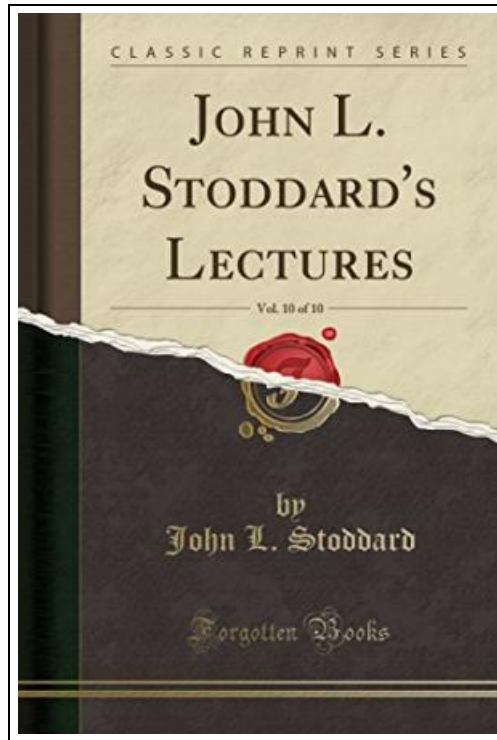 CLASSIC REPRINT SERIES
JOHN L.
STODDARD'S
LECTURES
Vol. 10 of 10
by
John L. Stoddard
Forgotten Books